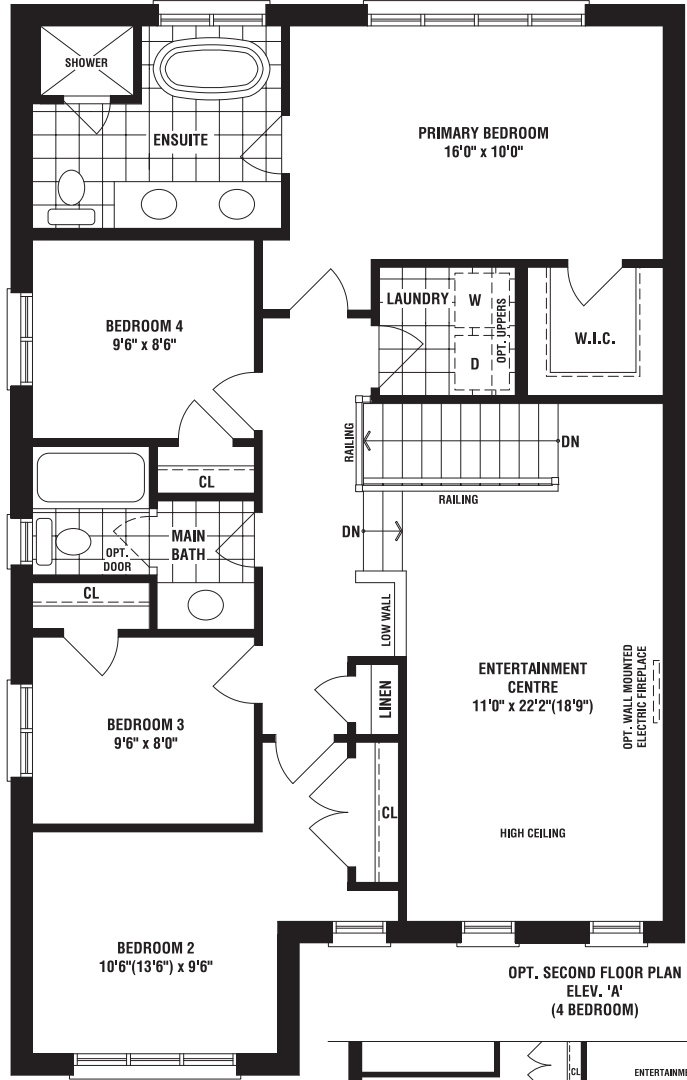 SHOWER
ENSUITE
PRIMARY BEDROOM
16'0" x 10'0"
LAUNDRY
W
D
OPT. UPPERS
W.I.C.
BEDROOM 4
9'6" x 8'6"
CL
RAILING
DN
RAILING
DN
MAIN
BATH
OPT.
DOOR
CL
LOW WALL
LINEN
ENTERTAINMENT
CENTRE
11'0" x 22'2"(18'9")
OPT. WALL MOUNTED
ELECTRIC FIREPLACE
BEDROOM 3
9'6" x 8'0"
CL
HIGH CEILING
BEDROOM 2
10'6"(13'6") x 9'6"
OPT. SECOND FLOOR PLAN
ELEV. 'A'
(4 BEDROOM)
CL
ENTERTAINME